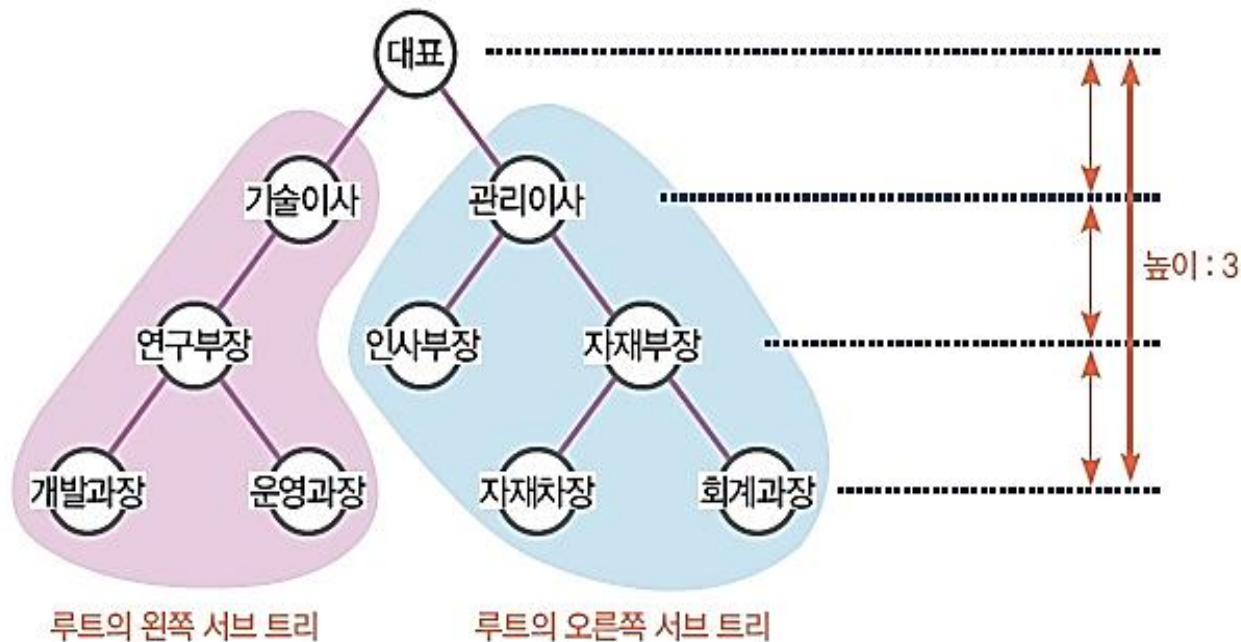 대표
기술이사
관리이사
높이 : 3
연구부장
인사부장
자재부장
개발과장
운영과장
자재차장
회계과장
루트의 왼쪽 서브 트리
루트의 오른쪽 서브 트리